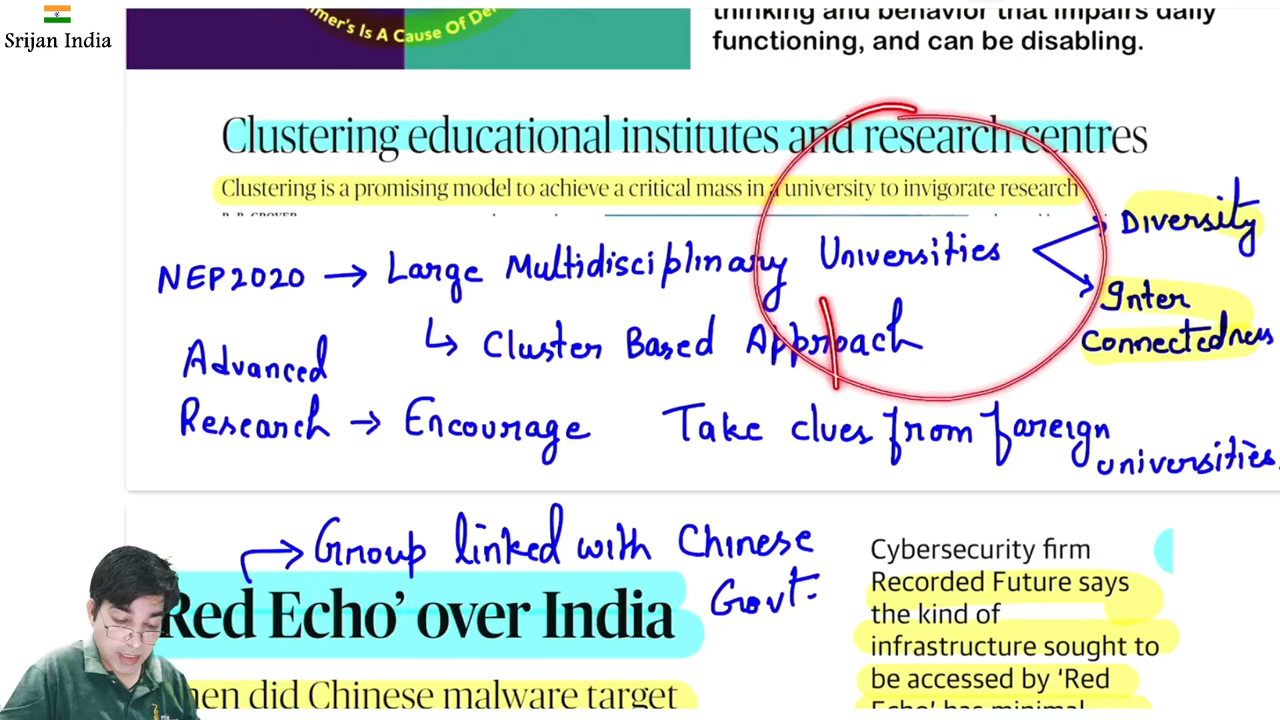 Srijan India
mer's Is A Cause Of De
thinking and behavior that impairs daily
functioning, and can be disabling.
Clustering educational institutes and research centres
Clustering is a promising model to achieve a critical mass in a university to invigorate research
NEP2020 → Large Multidisciplinary Universities
Diversity
Inter
Connectedness
↳ Cluster Based Approach
Advanced
Research → Encourage
Take clues from foreign
universities.
→ Group linked with Chinese
Govt-
Red Echo’ over India
hen did Chinese malware target
Cybersecurity firm
Recorded Future says
the kind of
infrastructure sought to
be accessed by ‘Red
Echo’ has minimal